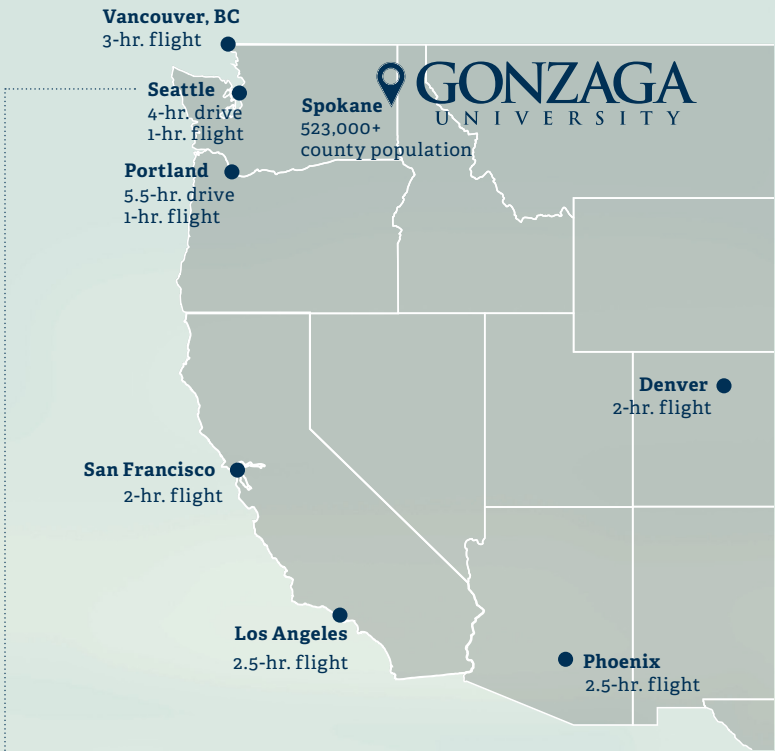 Vancouver, BC
3-hr. flight
Seattle
4-hr. drive
1-hr. flight
Spokane
523,000+
county population
GONZAGA
UNIVERSITY
Portland
5.5-hr. drive
1-hr. flight
Denver
2-hr. flight
San Francisco
2-hr. flight
Los Angeles
2.5-hr. flight
Phoenix
2.5-hr. flight